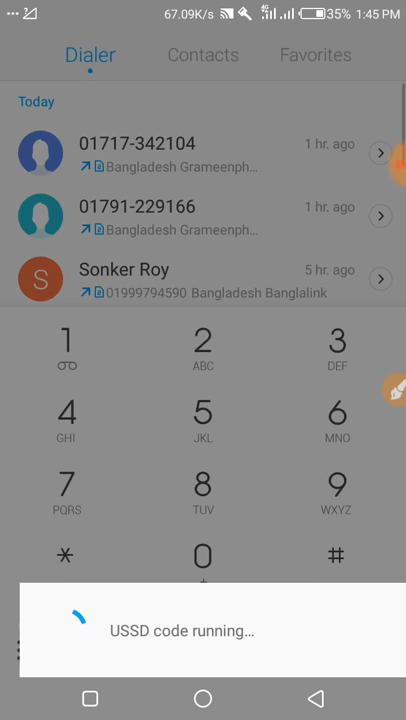 67.09K/s 4G 35% 1:45 PM
Dialer Contacts Favorites
Today
01717-342104 1 hr. ago
Bangladesh Grameenph...
01791-229166 1 hr. ago
Bangladesh Grameenph...
S Sonker Roy 5 hr. ago
01999794590 Bangladesh Banglalink
1 2 3
ABC DEF
4 5 6
GHI JKL MNO
7 8 9
PQRS TUV WXYZ
* 0 #
+
USSD code running...